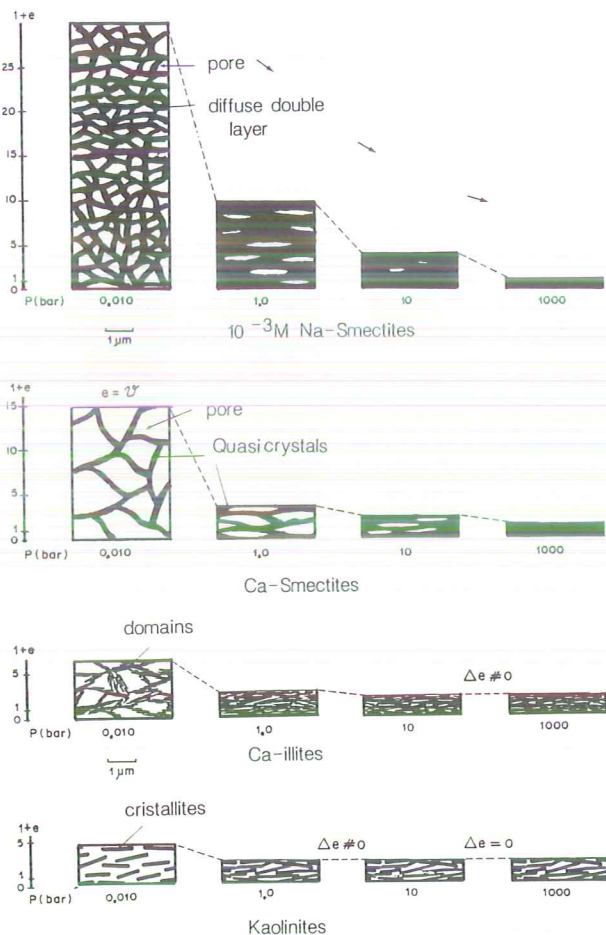 1+e
25
20
15
10
5
1
0
pore
diffuse double
layer
P(bar) 0,010 1,0 10 1000
1µm
10 ⁻³M Na-Smectites
1+e
15
10
5
1
0
e = ϑ
pore
Quasicrystals
P(bar) 0,010 1,0 10 1000
Ca-Smectites
domains
1+e
5
1
0
Δe # 0
P(bar) 0,010 1,0 10 1000
1µm
Ca-illites
cristallites
1+e
5
1
0
Δe # 0 Δe = 0
P(bar) 0,010 1,0 10 1000
Kaolinites